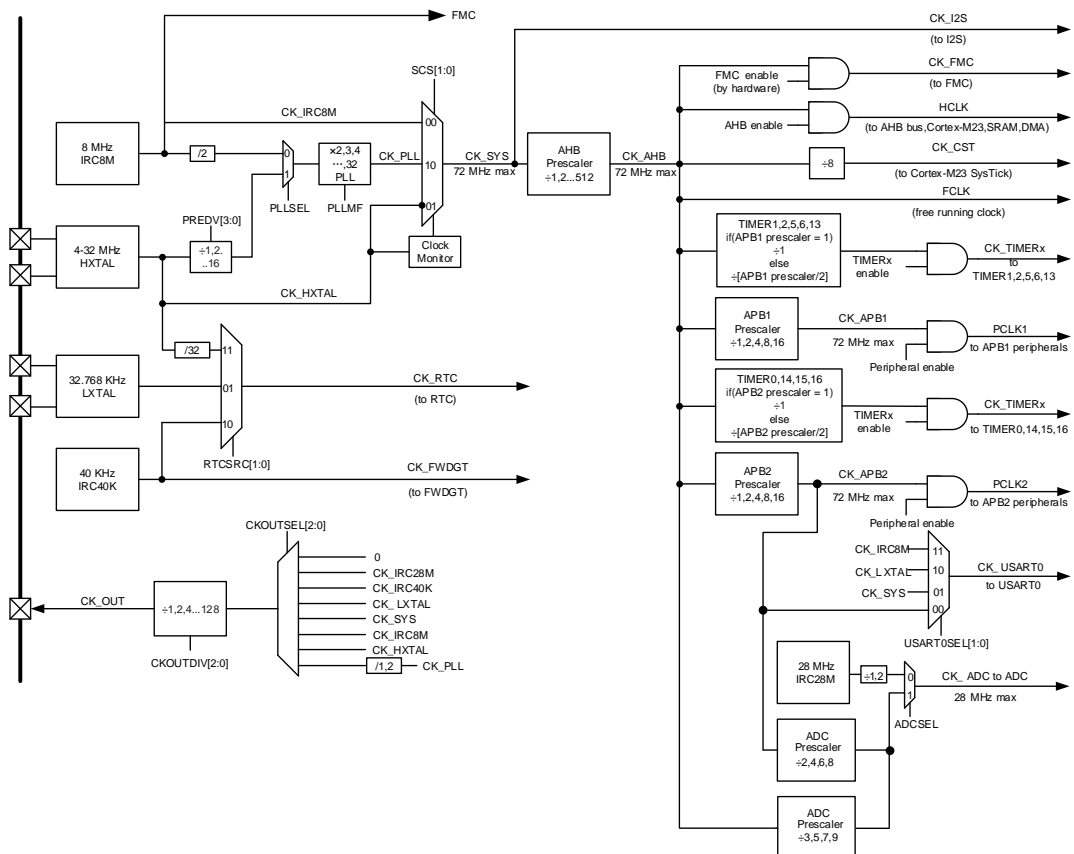 FMC
CK_I2S
(to I2S)
SCS[1:0]
FMC enable
(by hardware)
CK_FMC
(to FMC)
CK_IRC8M
00
AHB enable
HCLK
(to AHB bus,Cortex-M23,SRAM,DMA)
8 MHz
IRC8M
/2
0
1
×2,3,4
…,32
PLL
CK_PLL
10
CK_SYS
72 MHz max
AHB
Prescaler
÷1,2...512
CK_AHB
72 MHz max
÷8
CK_CST
(to Cortex-M23 SysTick)
PLLSEL
PLLMF
01
FCLK
(free running clock)
PREDV[3:0]
4-32 MHz
HXTAL
÷1,2.
..16
Clock
Monitor
TIMER1,2,5,6,13
if(APB1 prescaler = 1)
÷1
else
÷[APB1 prescaler/2]
TIMERx
enable
CK_TIMERx
to
TIMER1,2,5,6,13
CK_HXTAL
APB1
Prescaler
÷1,2,4,8,16
CK_APB1
72 MHz max
Peripheral enable
PCLK1
to APB1 peripherals
/32
11
32.768 KHz
LXTAL
01
CK_RTC
(to RTC)
10
RTCSRC[1:0]
TIMER0,14,15,16
if(APB2 prescaler = 1)
÷1
else
÷[APB2 prescaler/2]
TIMERx
enable
CK_TIMERx
to TIMER0,14,15,16
40 KHz
IRC40K
CK_FWDGT
(to FWDGT)
APB2
Prescaler
÷1,2,4,8,16
CK_APB2
72 MHz max
Peripheral enable
PCLK2
to APB2 peripherals
CKOUTSEL[2:0]
0
CK_IRC28M
CK_IRC40K
CK_LXTAL
CK_SYS
CK_IRC8M
CK_HXTAL
/1,2
CK_PLL
CK_OUT
÷1,2,4...128
CKOUTDIV[2:0]
CK_IRC8M
11
CK_LXTAL
10
CK_SYS
01
00
CK_USART0
to USART0
USART0SEL[1:0]
28 MHz
IRC28M
÷1,2
0
1
CK_ ADC to ADC
28 MHz max
ADCSEL
ADC
Prescaler
÷2,4,6,8
ADC
Prescaler
÷3,5,7,9